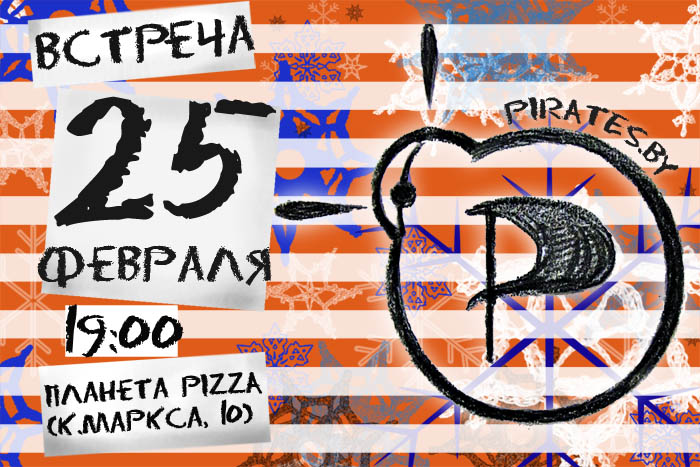 ВСТРЕЧА
25
ФЕВРАЛЯ
19:00
ПЛАНЕТА PIZZA
(К.МАРКСА, 10)
PIRATES.BY